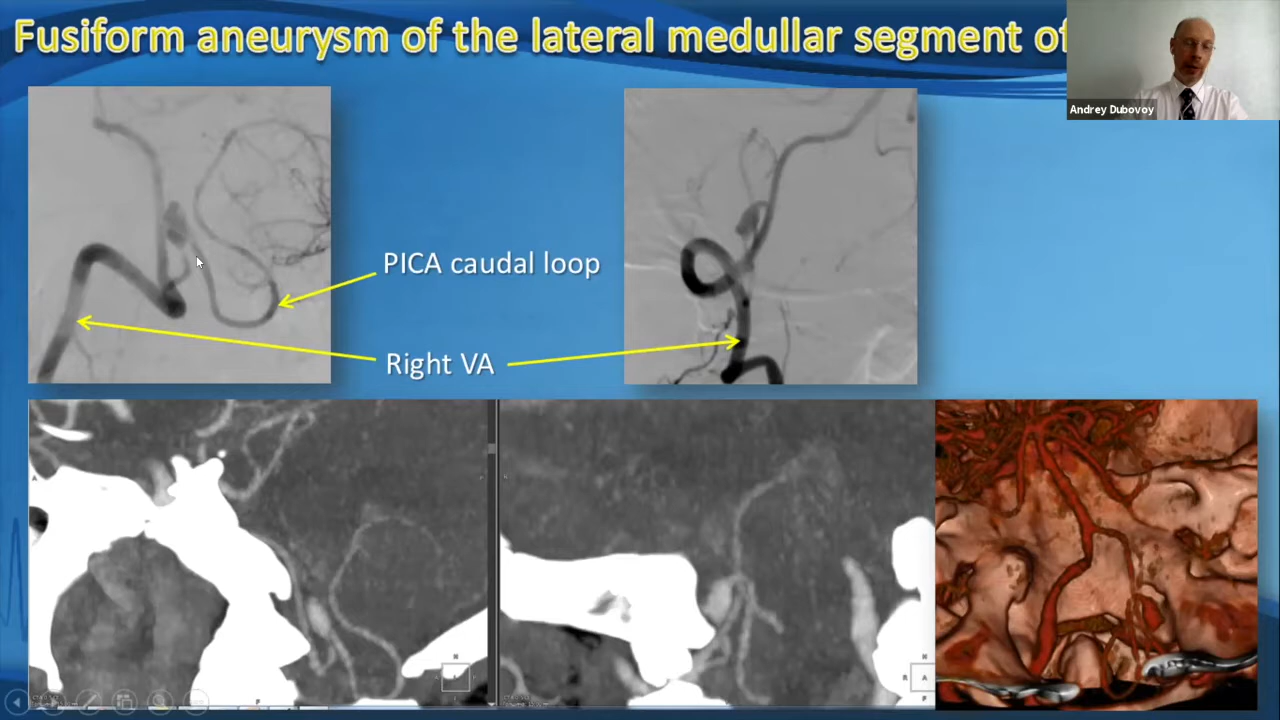 Fusiform aneurysm of the lateral medullar segment of
Andrey Dubovoy
PICA caudal loop
Right VA